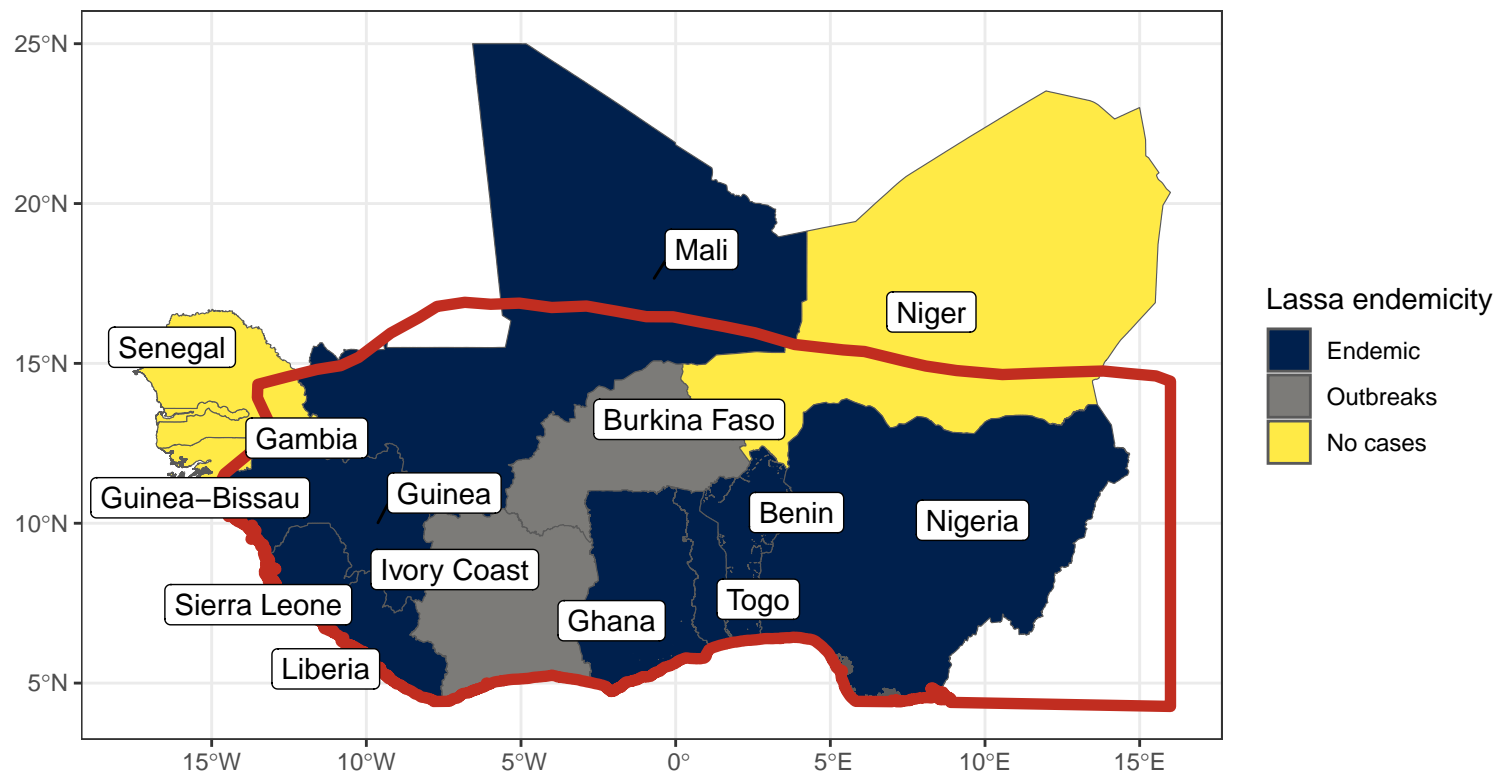 25°N
20°N
15°N
10°N
5°N
Mali
Niger
Senegal
Burkina Faso
Gambia
Guinea–Bissau
Guinea
Benin
Nigeria
Ivory Coast
Sierra Leone
Togo
Ghana
Liberia
15°W
10°W
5°W
0°
5°E
10°E
15°E
Lassa endemicity
Endemic
Outbreaks
No cases